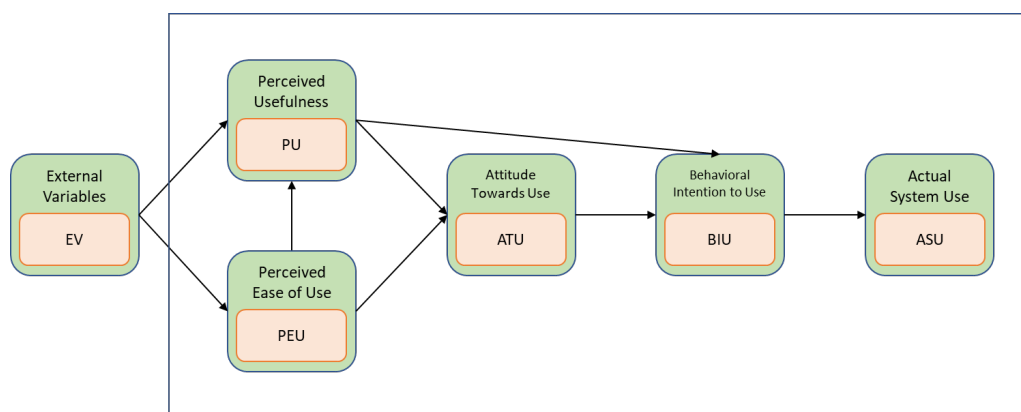 Perceived
Usefulness
PU
External
Variables
EV
Perceived
Ease of Use
PEU
Attitude
Towards Use
ATU
Behavioral
Intention to Use
BIU
Actual
System Use
ASU